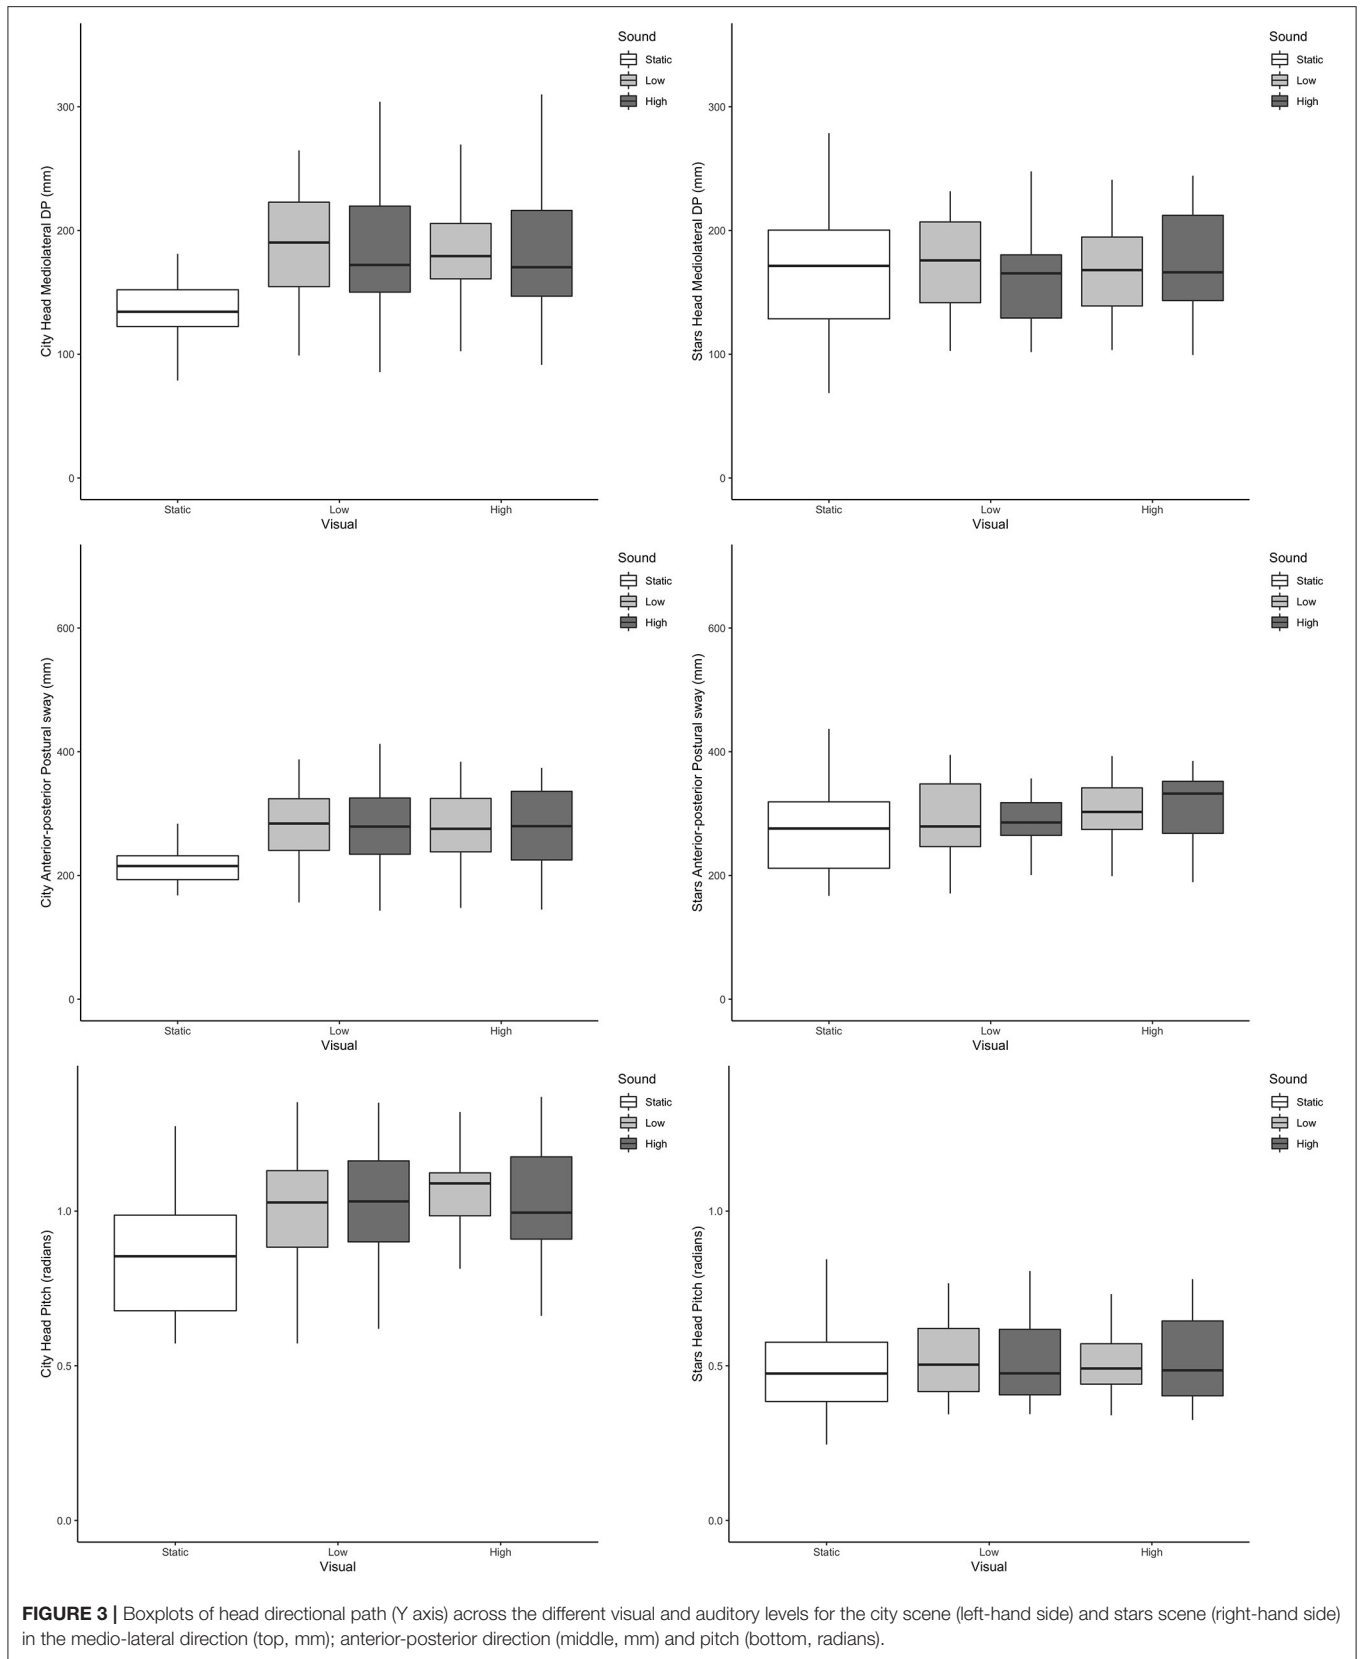 Sound
Static
Low
High
300
200
100
0
City Head Mediolateral DP (mm)
Static
Low
High
Visual
Sound
Static
Low
High
300
200
100
0
Stars Head Mediolateral DP (mm)
Static
Low
High
Visual
Sound
Static
Low
High
600
400
200
0
City Anterior-posterior Postural sway (mm)
Static
Low
High
Visual
Sound
Static
Low
High
600
400
200
0
Stars Anterior-posterior Postural sway (mm)
Static
Low
High
Visual
Sound
Static
Low
High
1.0
0.5
0.0
City Head Pitch (radians)
Static
Low
High
Visual
Sound
Static
Low
High
1.0
0.5
0.0
Stars Head Pitch (radians)
Static
Low
High
Visual
FIGURE 3 | Boxplots of head directional path (Y axis) across the different visual and auditory levels for the city scene (left-hand side) and stars scene (right-hand side)
in the medio-lateral direction (top, mm); anterior-posterior direction (middle, mm) and pitch (bottom, radians).